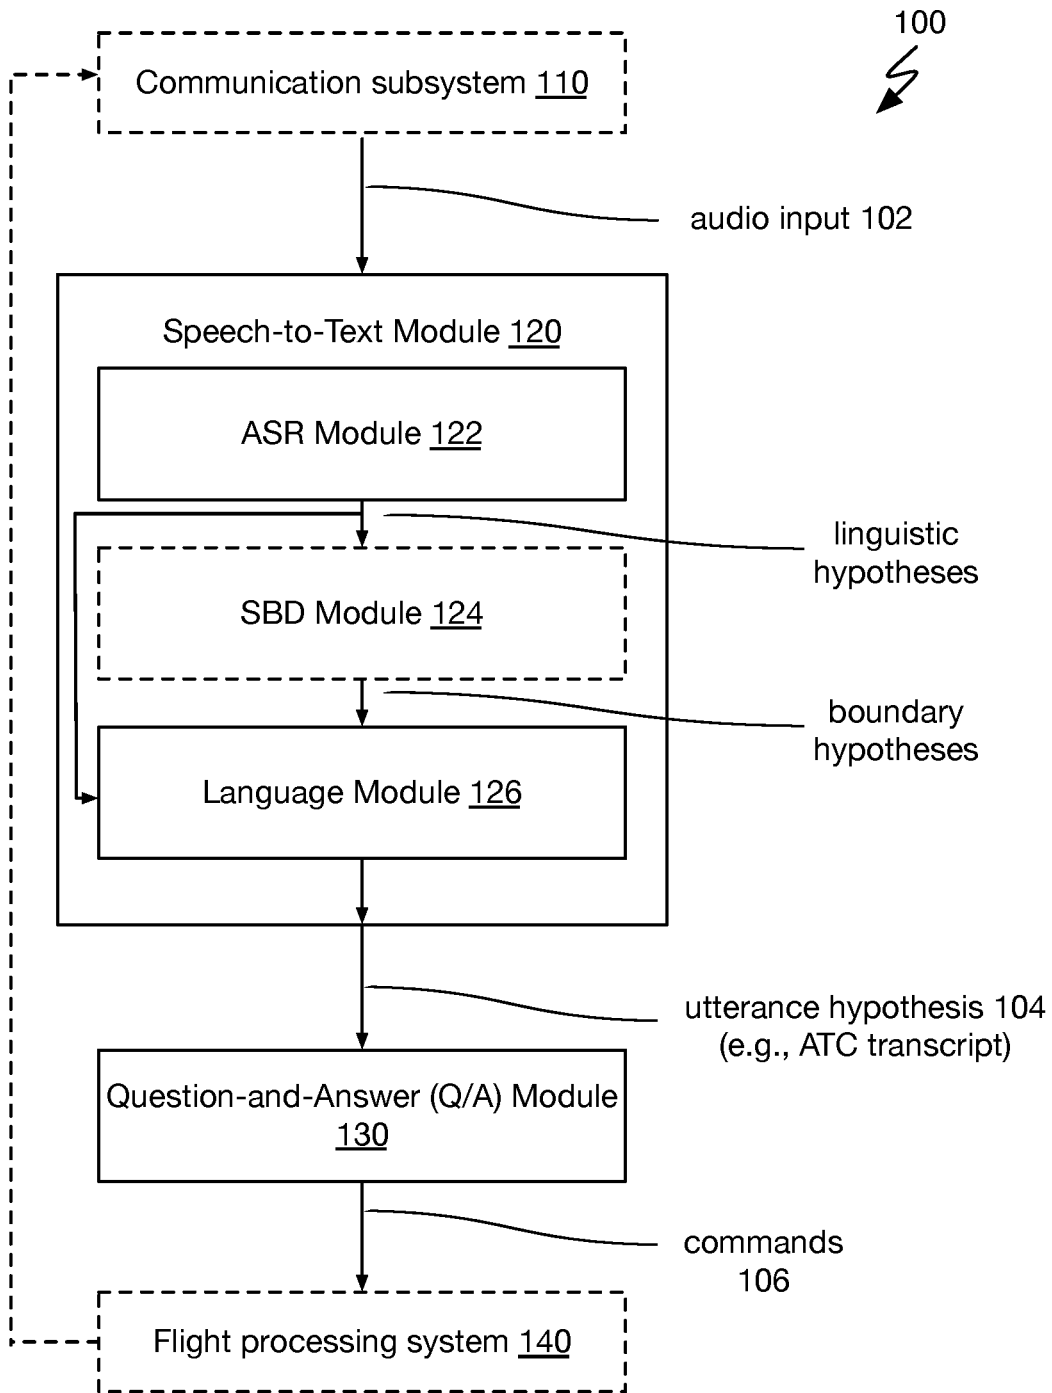 100
Communication subsystem 110
audio input 102
Speech-to-Text Module 120
ASR Module 122
linguistic
hypotheses
SBD Module 124
boundary
hypotheses
Language Module 126
utterance hypothesis 104
(e.g., ATC transcript)
Question-and-Answer (Q/A) Module
130
commands
106
Flight processing system 140